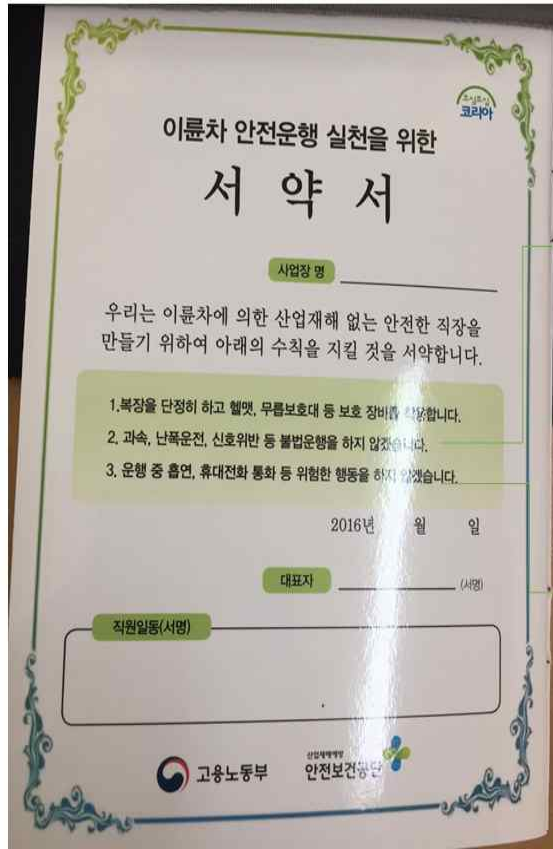 조심조심
코리아
이륜차 안전운행 실천을 위한
서 약 서
사업장 명
우리는 이륜차에 의한 산업재해 없는 안전한 직장을
만들기 위하여 아래의 수칙을 지킬 것을 서약합니다.
1.복장을 단정히 하고 헬맷, 무릅보호대 등 보호 장바를 착용합니다.
2. 과속, 난폭운전, 신호위반 등 불법운행을 하지 않겠습니다.
3. 운행 중 흡연, 휴대전화 통화 등 위험한 행동을 하지 않겠습니다.
2016년 월 일
대표자 (서명)
직원일동(서명)
고용노동부
산업재해예방
안전보건공단